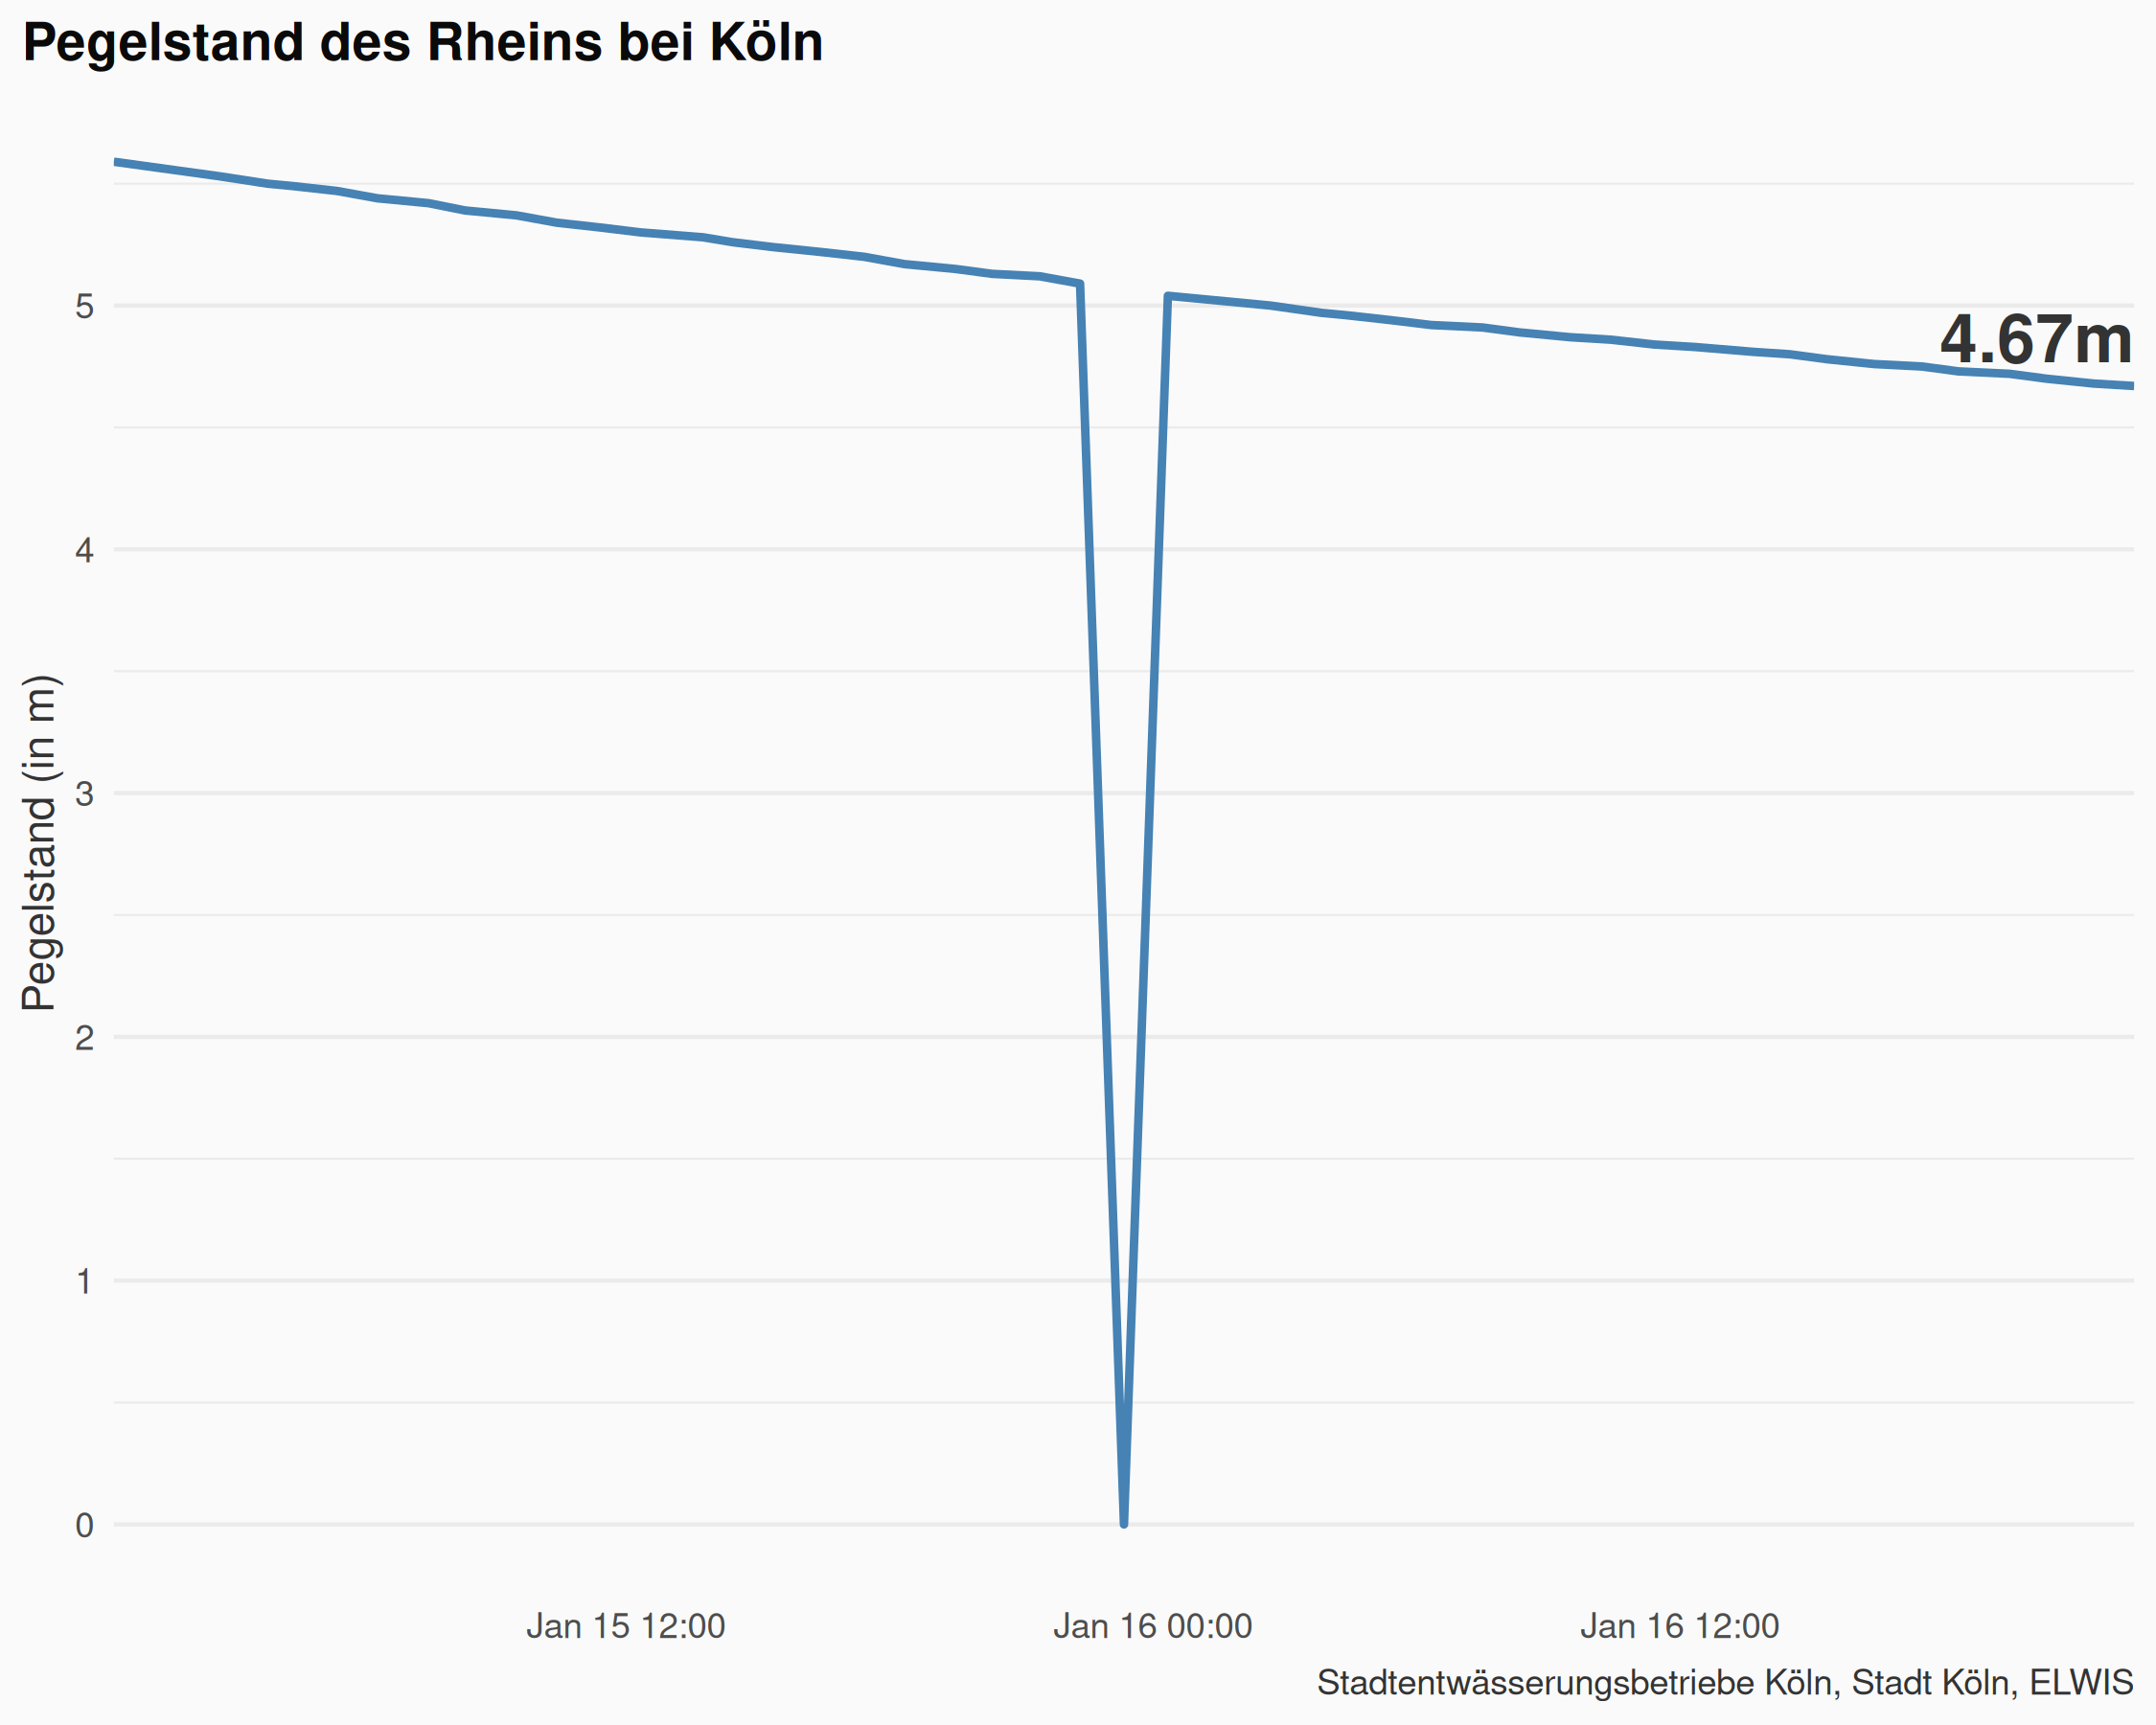 Pegelstand des Rheins bei Köln
Pegelstand (in m)
5
4
3
2
1
0
4.67m
Jan 15 12:00
Jan 16 00:00
Jan 16 12:00
Stadtentwässerungsbetriebe Köln, Stadt Köln, ELWIS